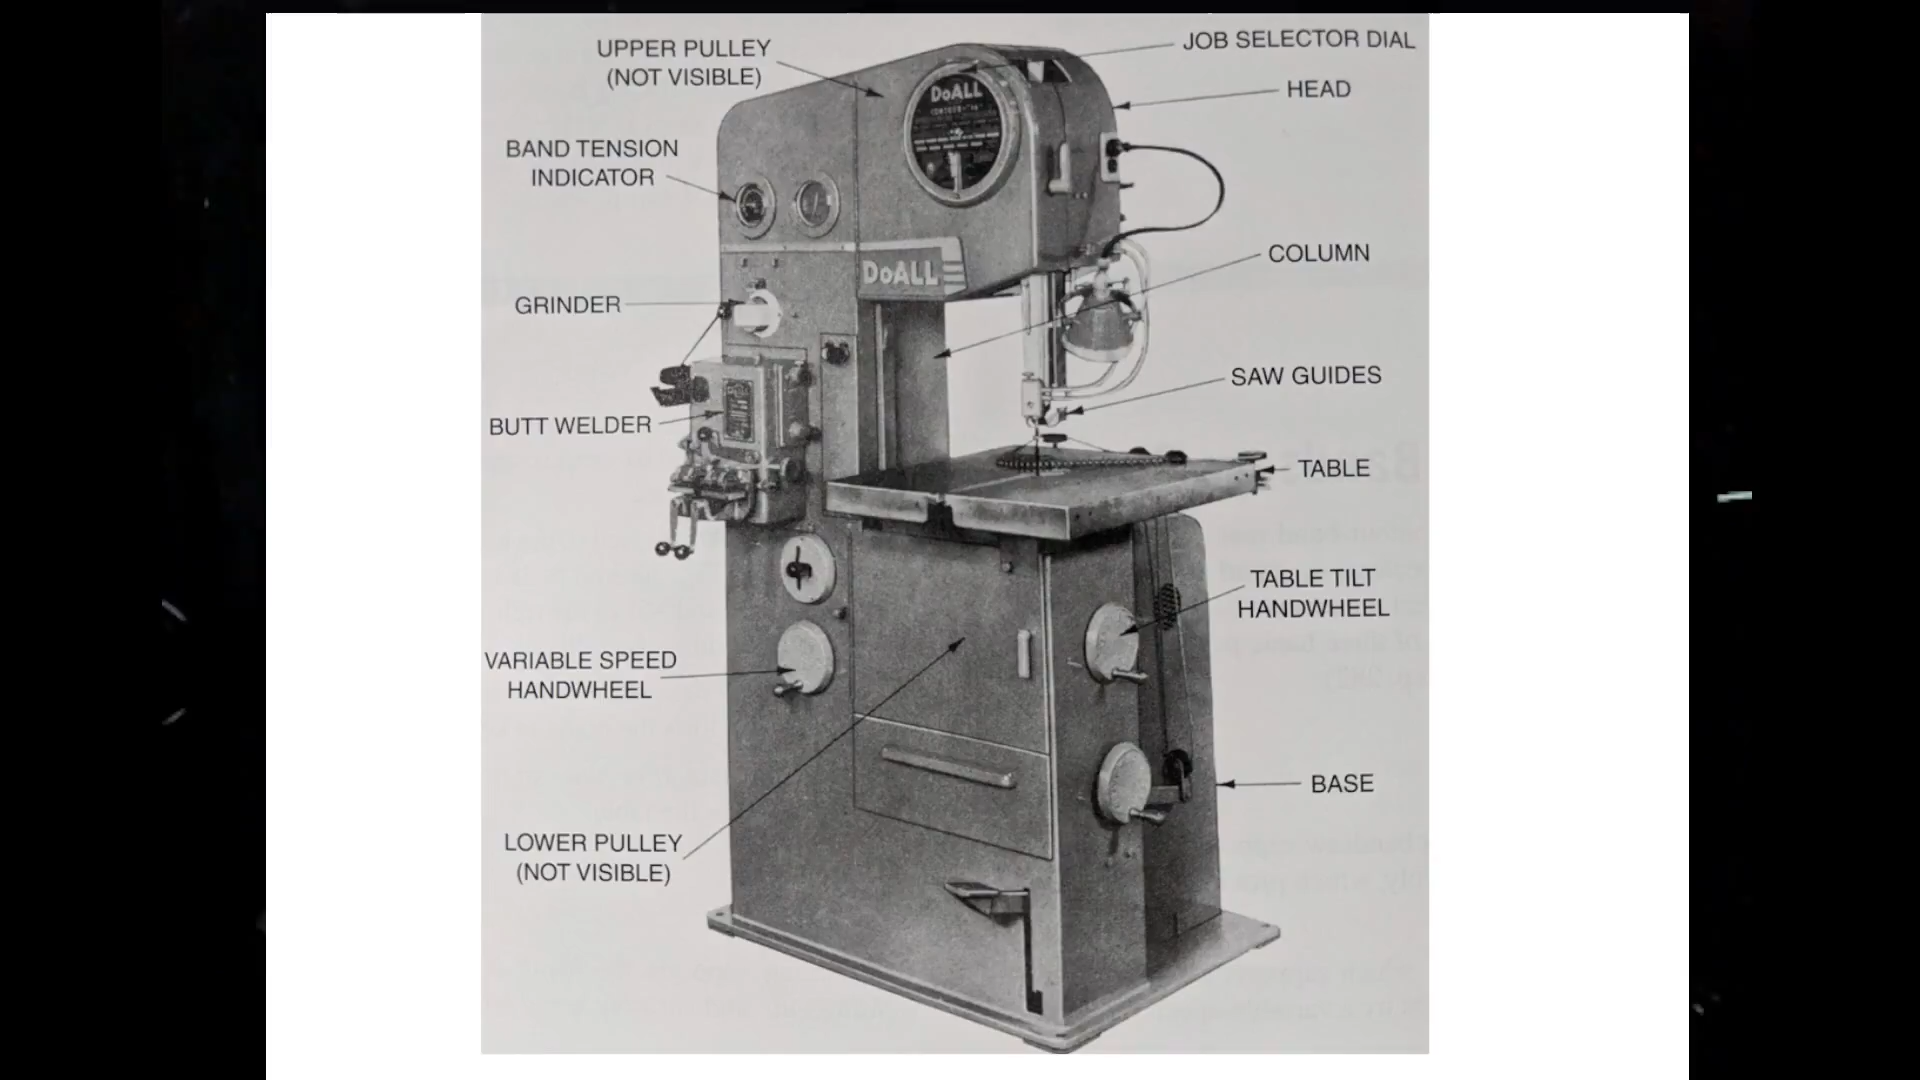 UPPER PULLEY
(NOT VISIBLE)
JOB SELECTOR DIAL
HEAD
DoALL
BAND TENSION
INDICATOR
COLUMN
DoALL
GRINDER
SAW GUIDES
BUTT WELDER
TABLE
TABLE TILT
HANDWHEEL
VARIABLE SPEED
HANDWHEEL
BASE
LOWER PULLEY
(NOT VISIBLE)